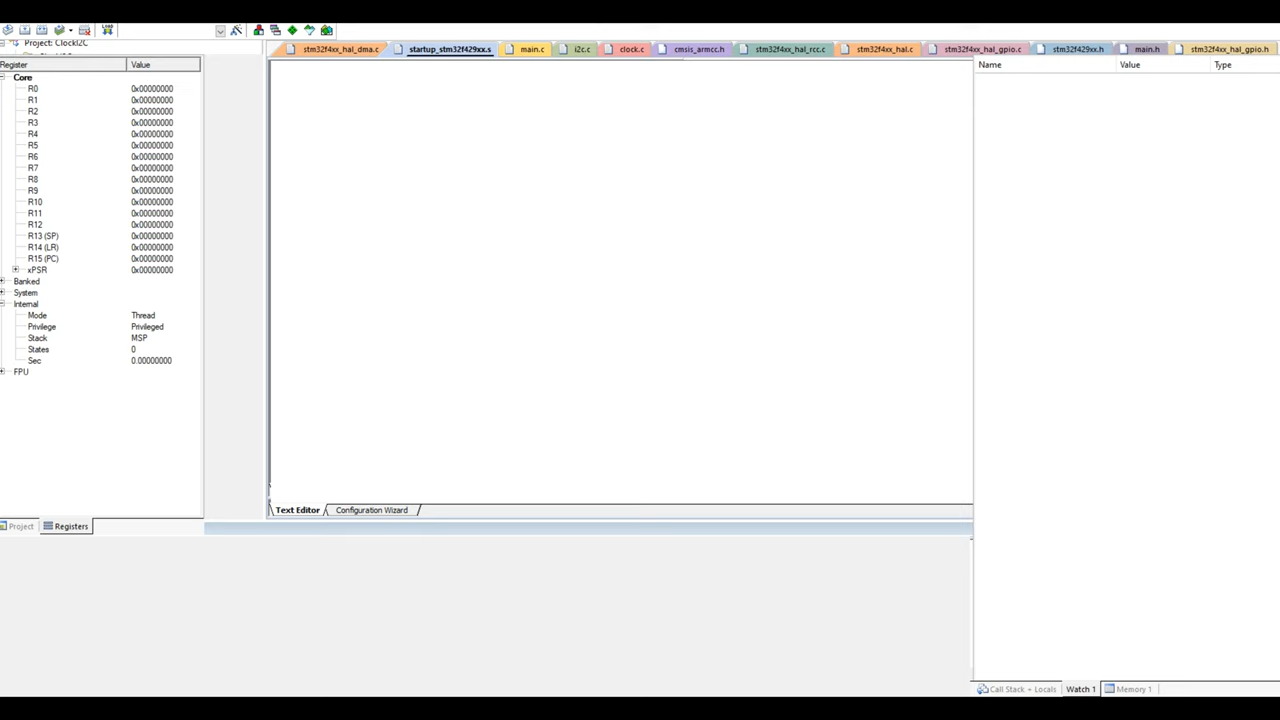 LOAD
Project: ClockI2C
stm32f4xx_hal_dma.c startup_stm32f429xx.s main.c i2c.c clock.c cmsis_armcc.h stm32f4xx_hal_rcc.c stm32f4xx_hal.c stm32f4xx_hal_gpio.c stm32f429xx.h main.h stm32f4xx_hal_gpio.h
Register Value
Core
R0 0x00000000
R1 0x00000000
R2 0x00000000
R3 0x00000000
R4 0x00000000
R5 0x00000000
R6 0x00000000
R7 0x00000000
R8 0x00000000
R9 0x00000000
R10 0x00000000
R11 0x00000000
R12 0x00000000
R13 (SP) 0x00000000
R14 (LR) 0x00000000
R15 (PC) 0x00000000
xPSR 0x00000000
Banked
System
Internal
Mode Thread
Privilege Privileged
Stack MSP
States 0
Sec 0.00000000
FPU
Project Registers
Text Editor Configuration Wizard
Name Value Type
Call Stack + Locals Watch 1 Memory 1